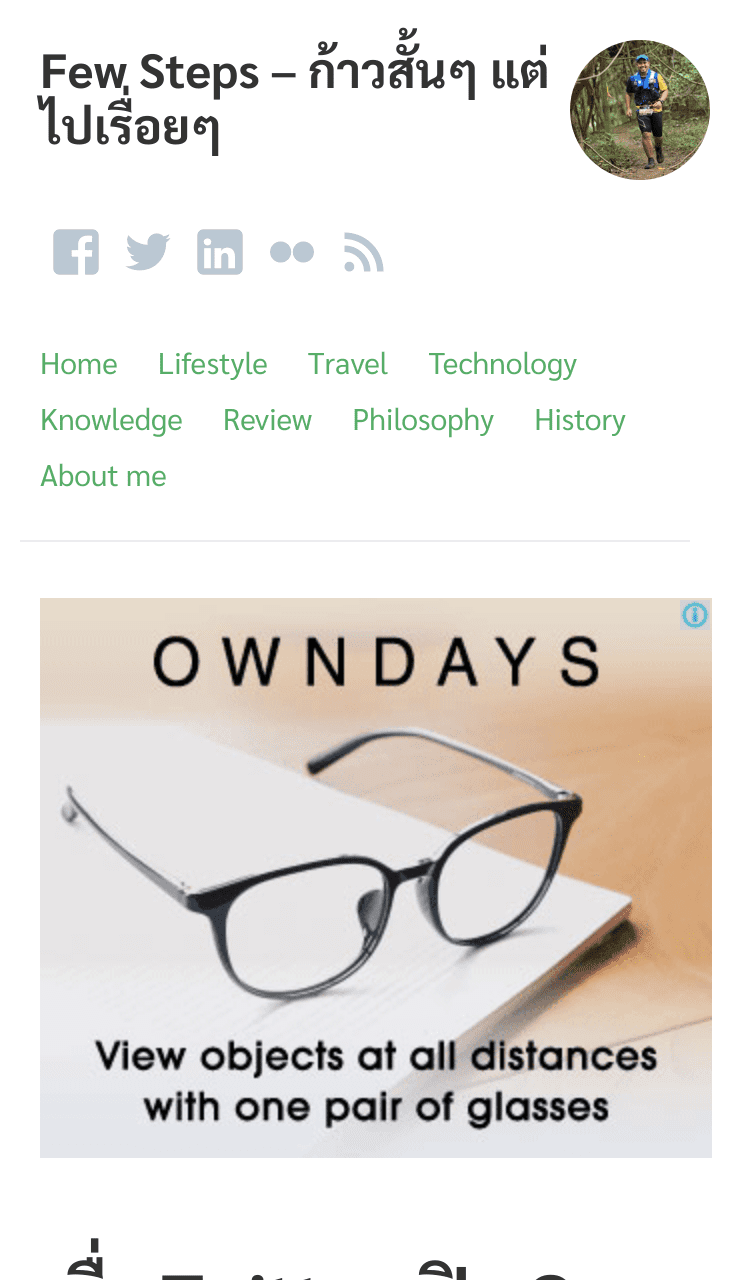 Few Steps – ก้าวสั้นๆ แต่
ไปเรื่อยๆ
Home Lifestyle Travel Technology
Knowledge Review Philosophy History
About me
OWNDAYS
View objects at all distances
with one pair of glasses